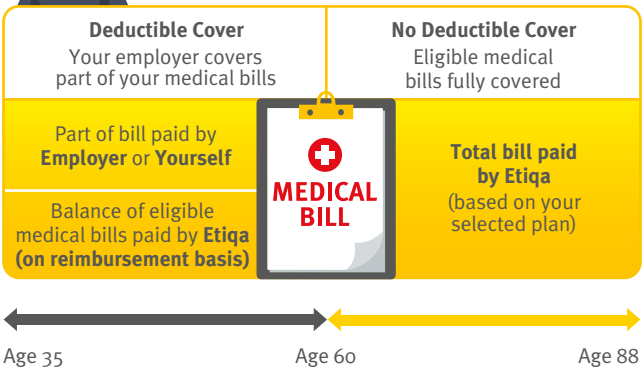 Deductible Cover
Your employer covers
part of your medical bills
No Deductible Cover
Eligible medical
bills fully covered
Part of bill paid by
Employer or Yourself
Balance of eligible
medical bills paid by Etiqa
(on reimbursement basis)
MEDICAL
BILL
Total bill paid
by Etiqa
(based on your
selected plan)
Age 35
Age 60
Age 88